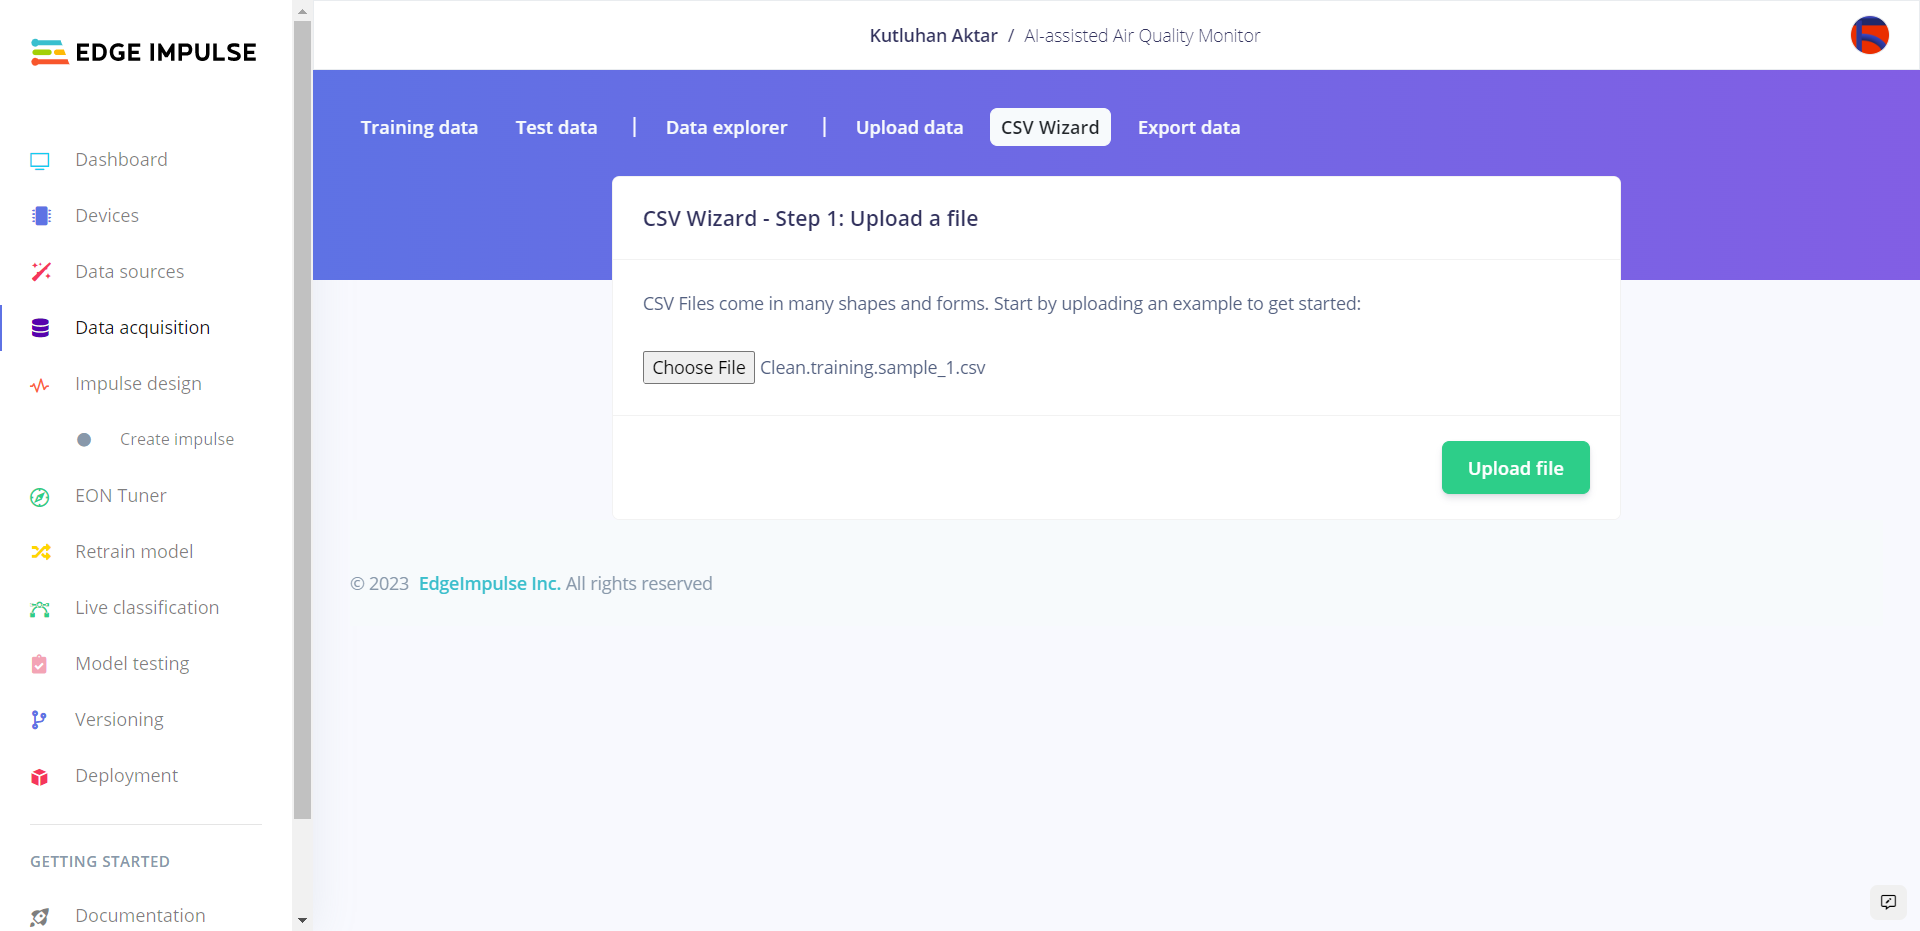 EDGE IMPULSE
Dashboard
Devices
Data sources
Data acquisition
Impulse design
Create impulse
EON Tuner
Retrain model
Live classification
Model testing
Versioning
Deployment
GETTING STARTED
Documentation
Kutluhan Aktar / AI-assisted Air Quality Monitor
Training data Test data | Data explorer | Upload data CSV Wizard Export data
CSV Wizard - Step 1: Upload a file
CSV Files come in many shapes and forms. Start by uploading an example to get started:
Choose File Clean.training.sample_1.csv
Upload file
© 2023 EdgeImpulse Inc. All rights reserved